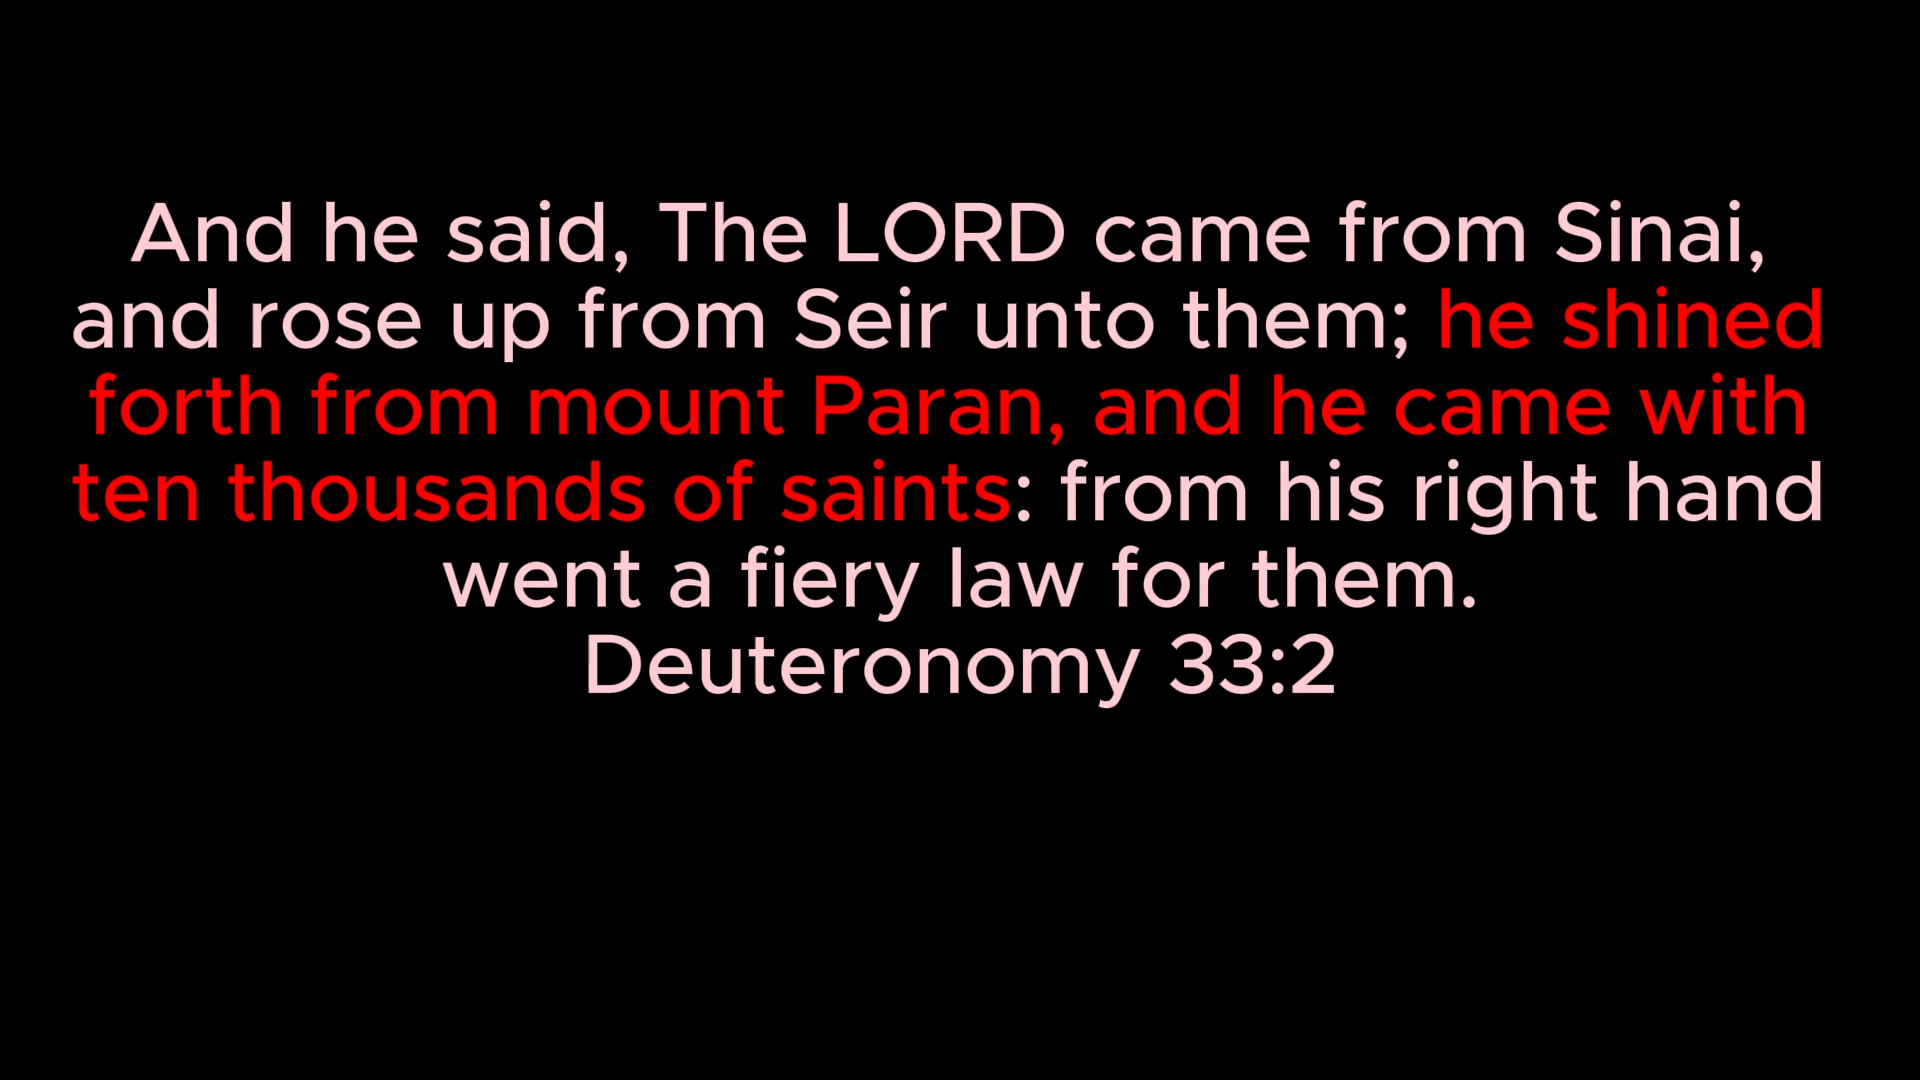 And he said, The LORD came from Sinai,
and rose up from Seir unto them; he shined
forth from mount Paran, and he came with
ten thousands of saints: from his right hand
went a fiery law for them.
Deuteronomy 33:2